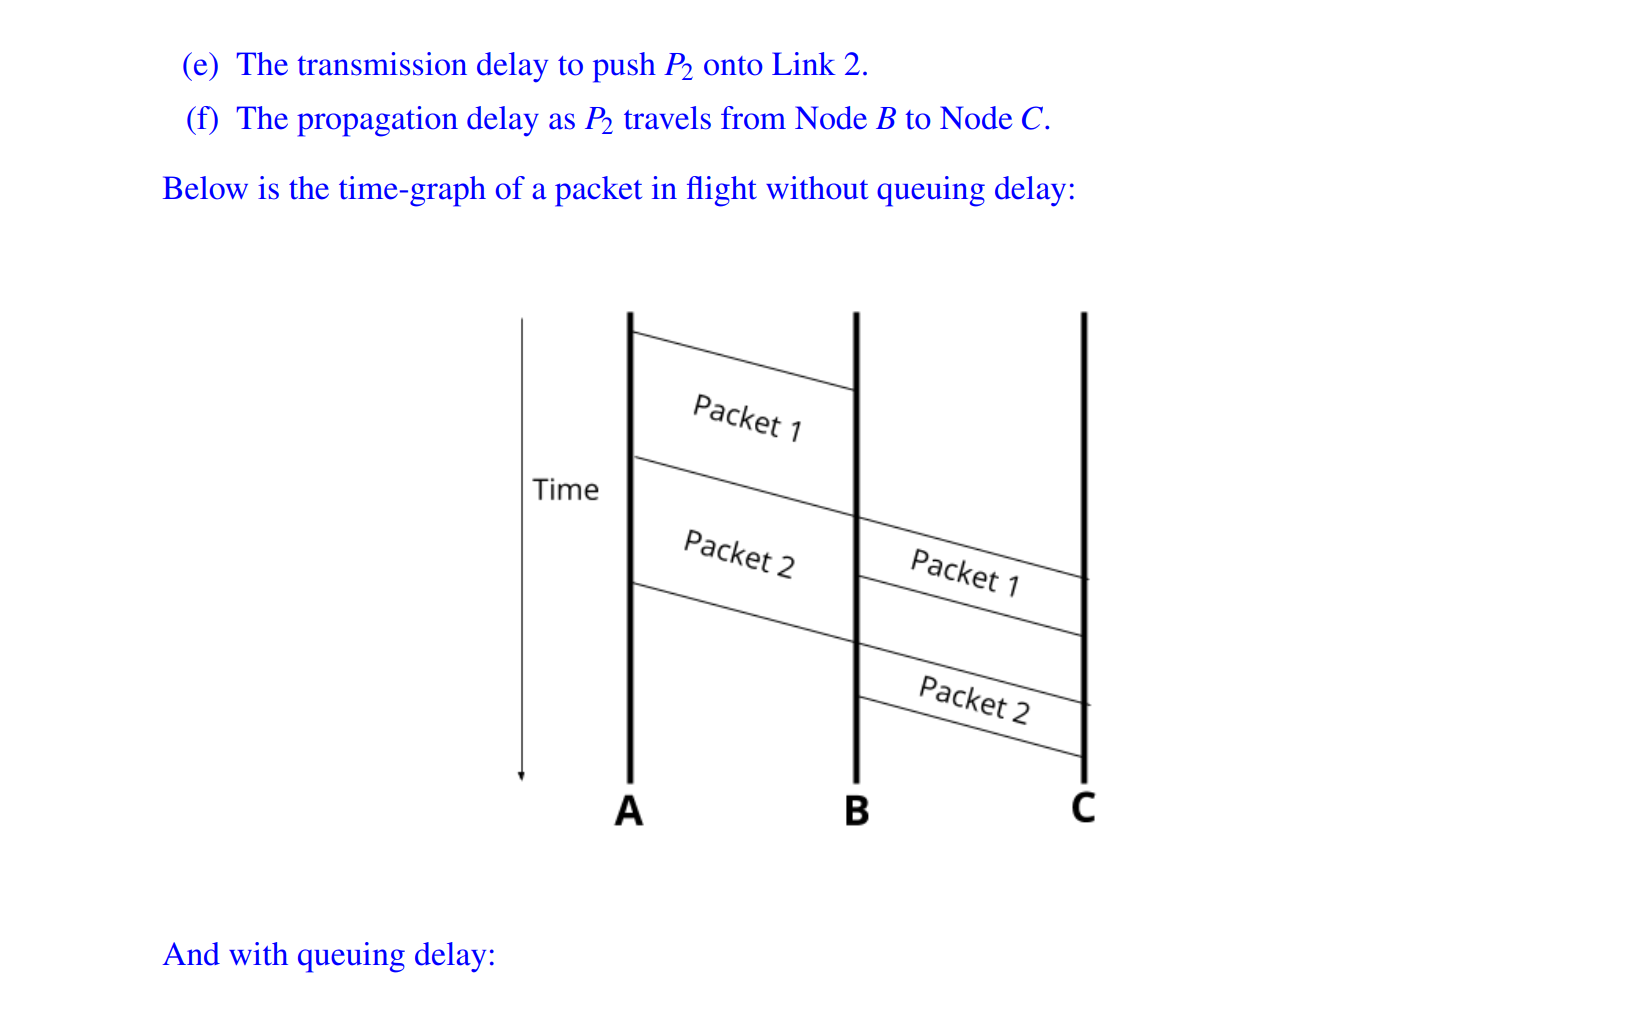 (e) The transmission delay to push P2 onto Link 2.
(f) The propagation delay as P2 travels from Node B to Node C.
Below is the time-graph of a packet in flight without queuing delay:
Packet 1
Time
Packet 2
Packet 1
Packet 2
A
B
C
And with queuing delay: